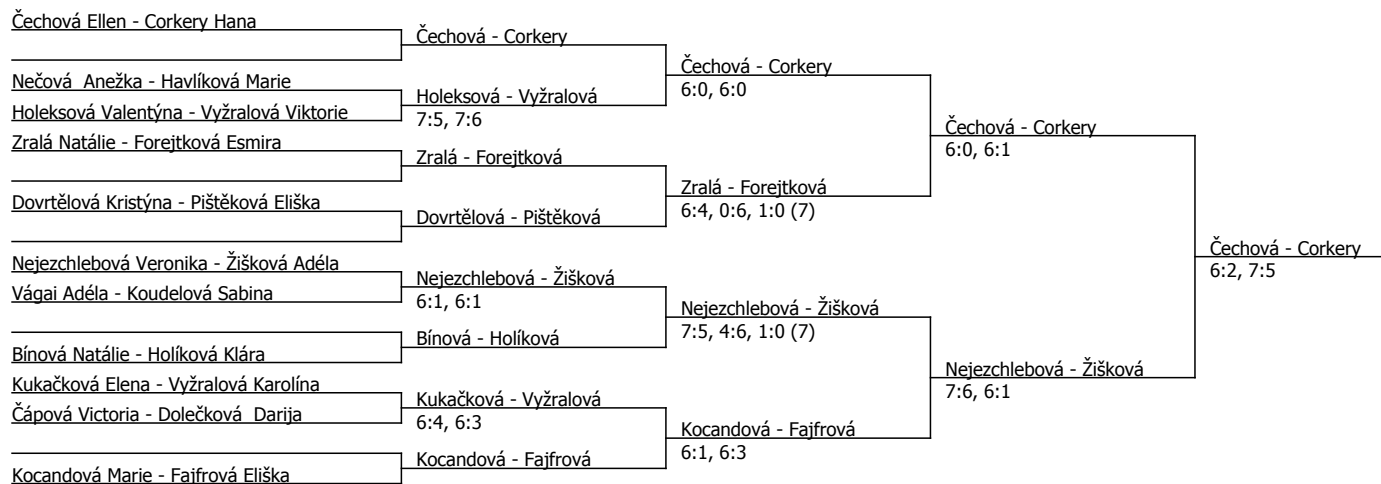 Čechová Ellen - Corkery Hana
Nečová  Anežka - Havlíková Marie
Holeksová Valentýna - Vyžralová Viktorie
Zralá Natálie - Forejtková Esmira
Dovrtělová Kristýna - Pištěková Eliška
Nejezchlebová Veronika - Žišková Adéla
Vágai Adéla - Koudelová Sabina
Bínová Natálie - Holíková Klára
Kukačková Elena - Vyžralová Karolína
Čápová Victoria - Dolečková  Darija
Kocandová Marie - Fajfrová Eliška
Čechová - Corkery
Holeksová - Vyžralová
7:5, 7:6
Zralá - Forejtková
Dovrtělová - Pištěková
Nejezchlebová - Žišková
6:1, 6:1
Bínová - Holíková
Kukačková - Vyžralová
6:4, 6:3
Kocandová - Fajfrová
Čechová - Corkery
6:0, 6:0
Zralá - Forejtková
6:4, 0:6, 1:0 (7)
Nejezchlebová - Žišková
7:5, 4:6, 1:0 (7)
Kocandová - Fajfrová
6:1, 6:3
Čechová - Corkery
6:0, 6:1
Nejezchlebová - Žišková
7:6, 6:1
Čechová - Corkery
6:2, 7:5